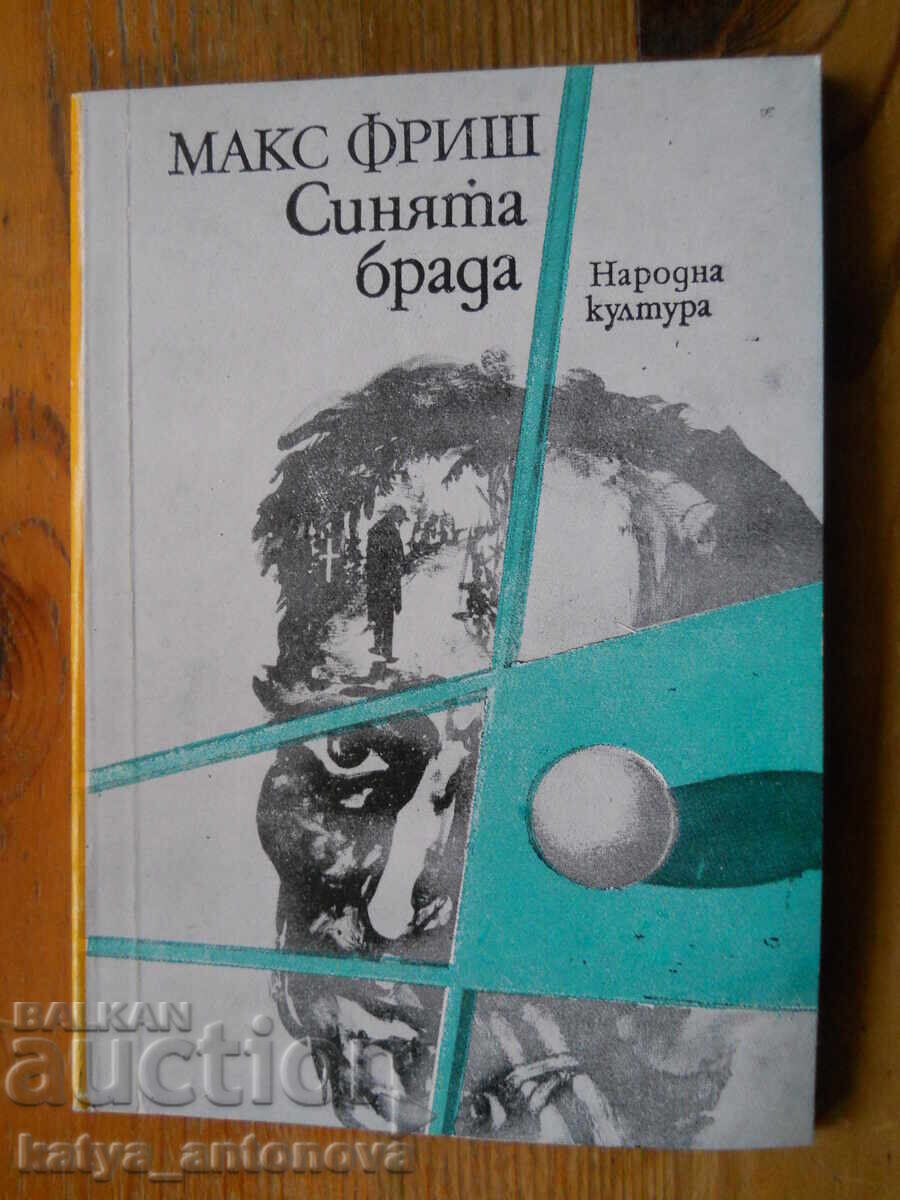 МАКС ФРИШ
Синята
брада
Народна
култура
BALKAN
auction
katya_antonova